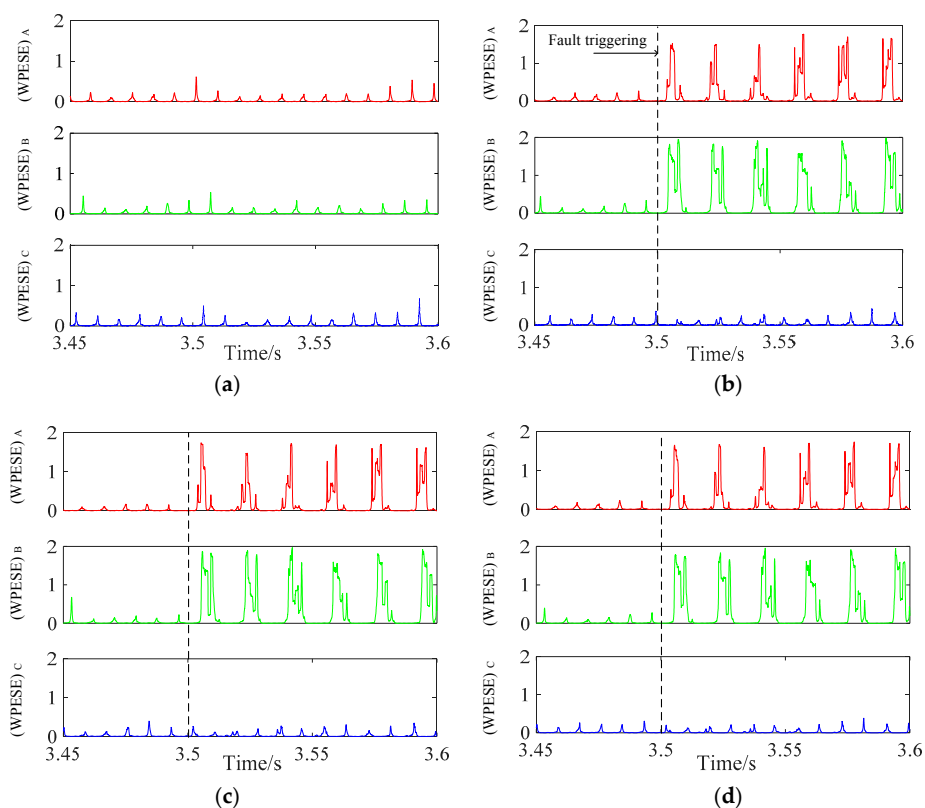 (WPESE) A
2
1
0
(WPESE) B
2
1
0
(WPESE) C
2
1
0
3.45
3.5
3.55
3.6
Time/s
(a)
(WPESE) A
2
1
0
Fault triggering
(WPESE) B
2
1
0
(WPESE) C
2
1
0
3.45
3.5
3.55
3.6
Time/s
(b)
(WPESE) A
2
1
0
(WPESE) B
2
1
0
(WPESE) C
2
1
0
3.45
3.5
3.55
3.6
Time/s
(c)
(WPESE) A
2
1
0
(WPESE) B
2
1
0
(WPESE) C
2
1
0
3.45
3.5
3.55
3.6
Time/s
(d)